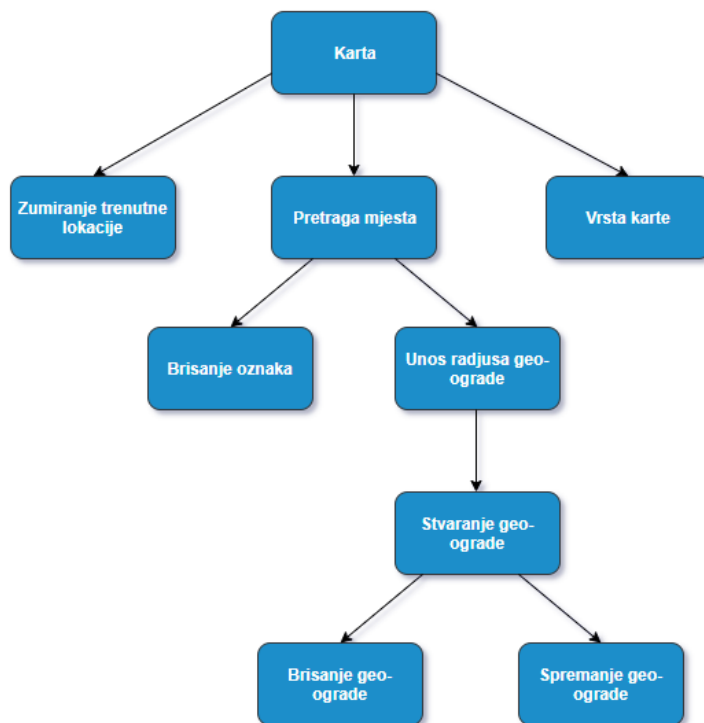 Karta
Zumiranje trenutne
lokacije
Pretraga mjesta
Vrsta karte
Brisanje oznaka
Unos radjusa geo-
ograde
Stvaranje geo-
ograde
Brisanje geo-
ograde
Spremanje geo-
ograde